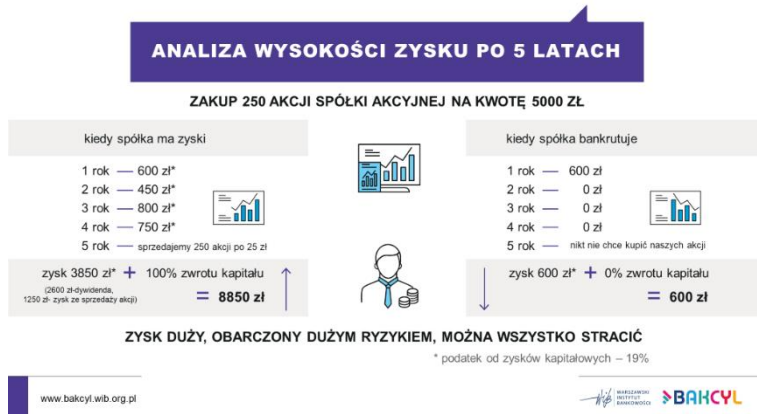 ANALIZA WYSOKOŚCI ZYSKU PO 5 LATACH
ZAKUP 250 AKCJI SPÓŁKI AKCYJNEJ NA KWOTĘ 5000 ZŁ
kiedy spółka ma zyski
1 rok — 600 zł*
2 rok — 450 zł*
3 rok — 800 zł*
4 rok — 750 zł*
5 rok — sprzedajemy 250 akcji po 25 zł
zysk 3850 zł* + 100% zwrotu kapitału
(2600 zł-dywidenda,
1250 zł- zysk ze sprzedaży akcji)
= 8850 zł
kiedy spółka bankrutuje
1 rok — 600 zł
2 rok — 0 zł
3 rok — 0 zł
4 rok — 0 zł
5 rok — nikt nie chce kupić naszych akcji
zysk 600 zł* + 0% zwrotu kapitału
= 600 zł
ZYSK DUŻY, OBARCZONY DUŻYM RYZYKIEM, MOŻNA WSZYSTKO STRACIĆ
* podatek od zysków kapitałowych – 19%
www.bakcyl.wib.org.pl
WARSZAWSKI
INSTYTUT
BANKOWOŚCI
BAKCYL